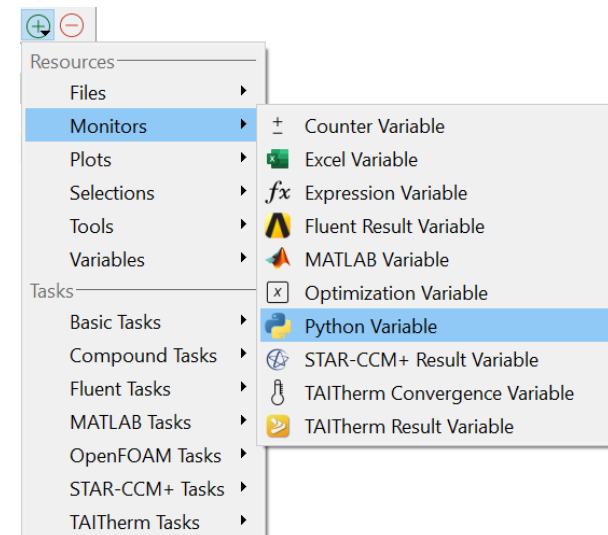 Resources
Files
Monitors
Plots
Selections
Tools
Variables
Tasks
Basic Tasks
Compound Tasks
Fluent Tasks
MATLAB Tasks
OpenFOAM Tasks
STAR-CCM+ Tasks
TAITherm Tasks
± Counter Variable
Excel Variable
fx Expression Variable
Fluent Result Variable
MATLAB Variable
x Optimization Variable
Python Variable
STAR-CCM+ Result Variable
TAITherm Convergence Variable
TAITherm Result Variable